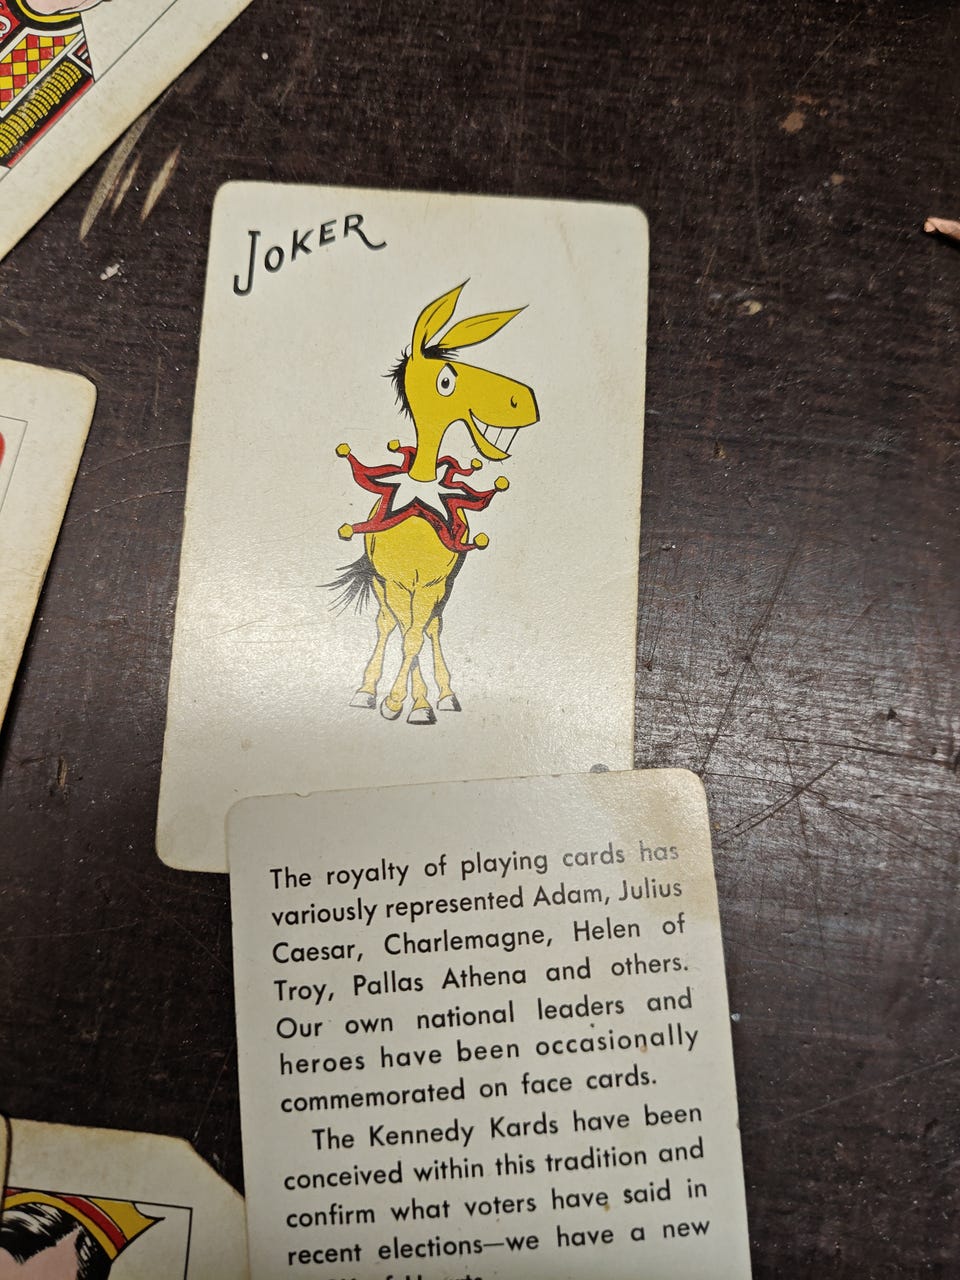 JOKER
The royalty of playing cards has
variously represented Adam, Julius
Caesar, Charlemagne, Helen of
Troy, Pallas Athena and others.
Our own national leaders and
heroes have been occasionally
commemorated on face cards.
The Kennedy Kards have been
conceived within this tradition and
confirm what voters have said in
recent elections—we have a new
of Hearts